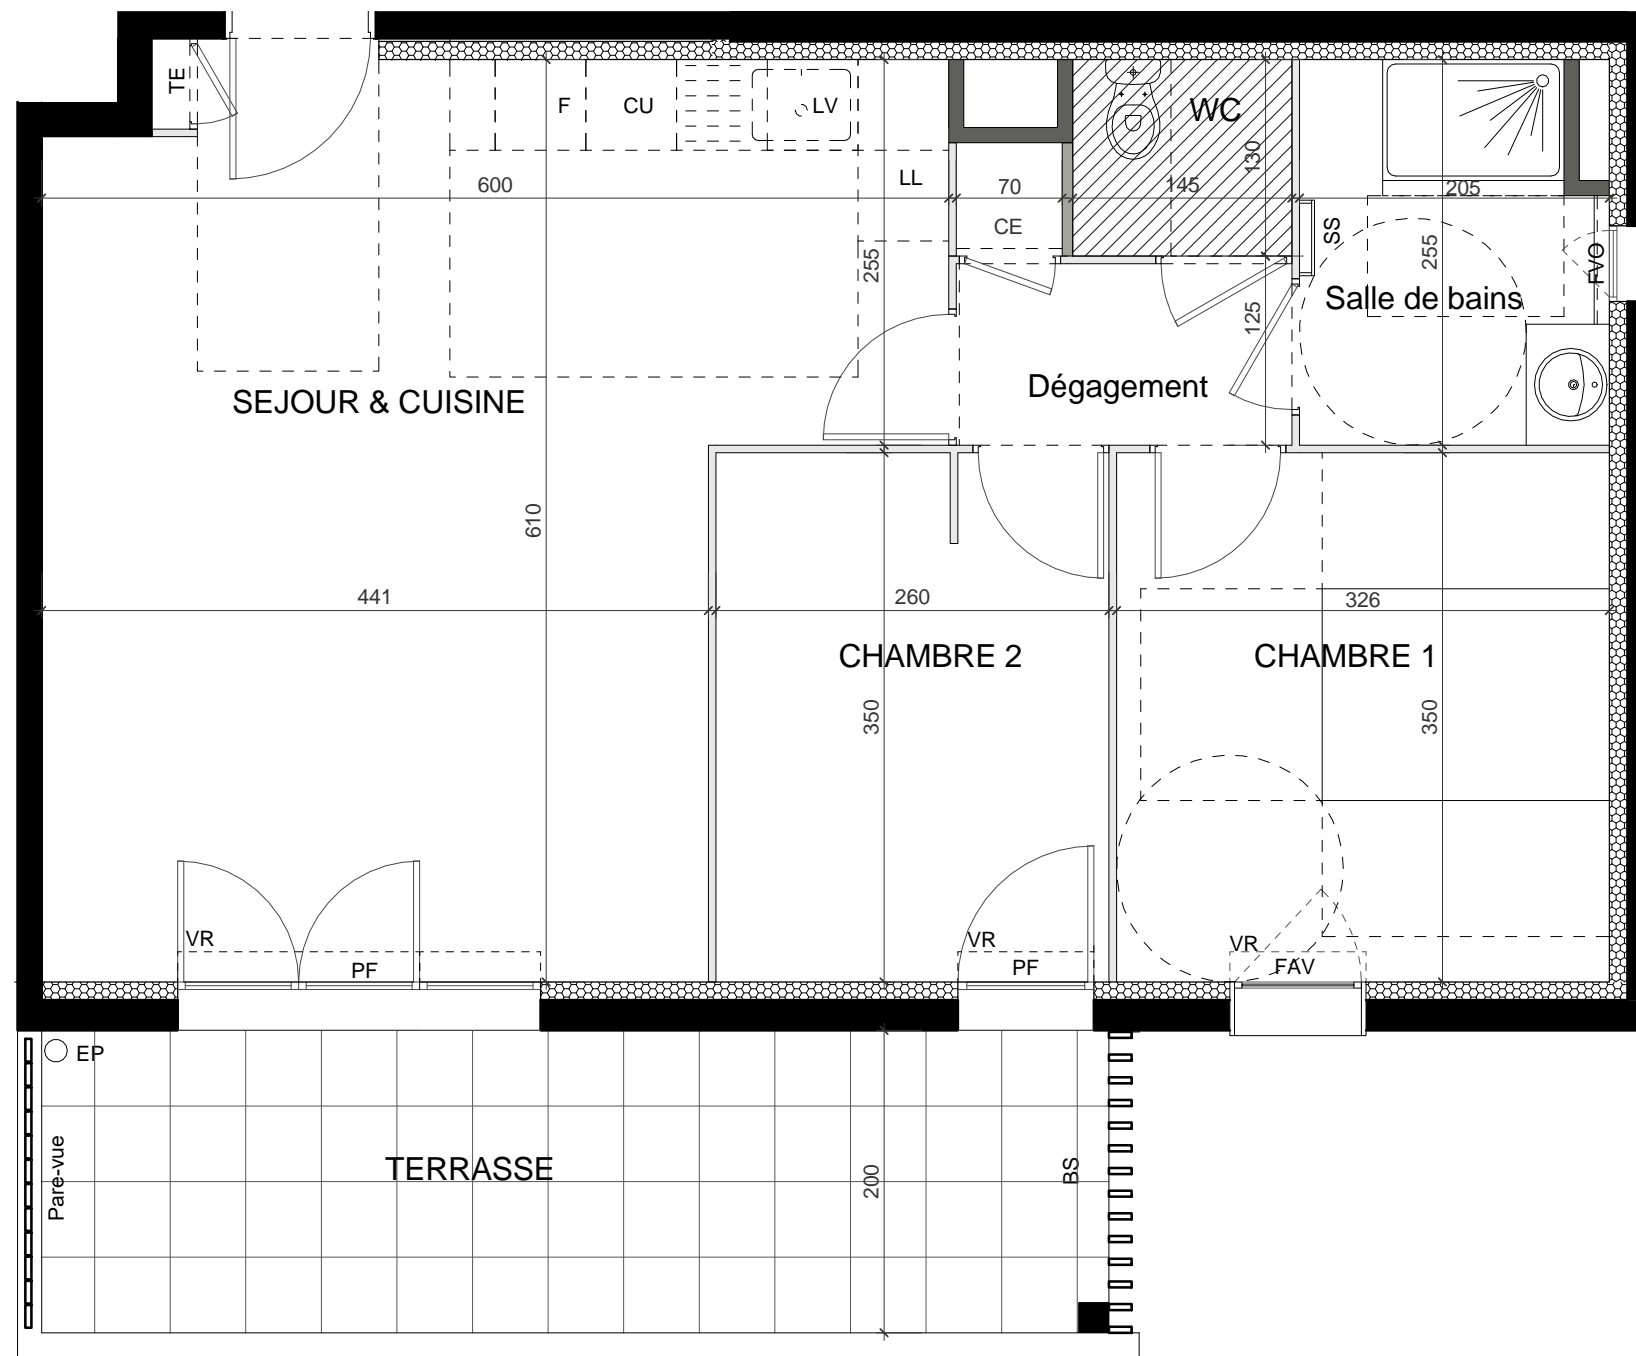 TE
F
CU
LV
WC
130
LL
600
70
145
205
CE
SS
255
255
FVO
125
Salle de bains
SEJOUR & CUISINE
Dégagement
610
441
260
326
CHAMBRE 2
CHAMBRE 1
350
350
VR
PF
VR
PF
VR
FAV
EP
Pare-vue
TERRASSE
200
BS